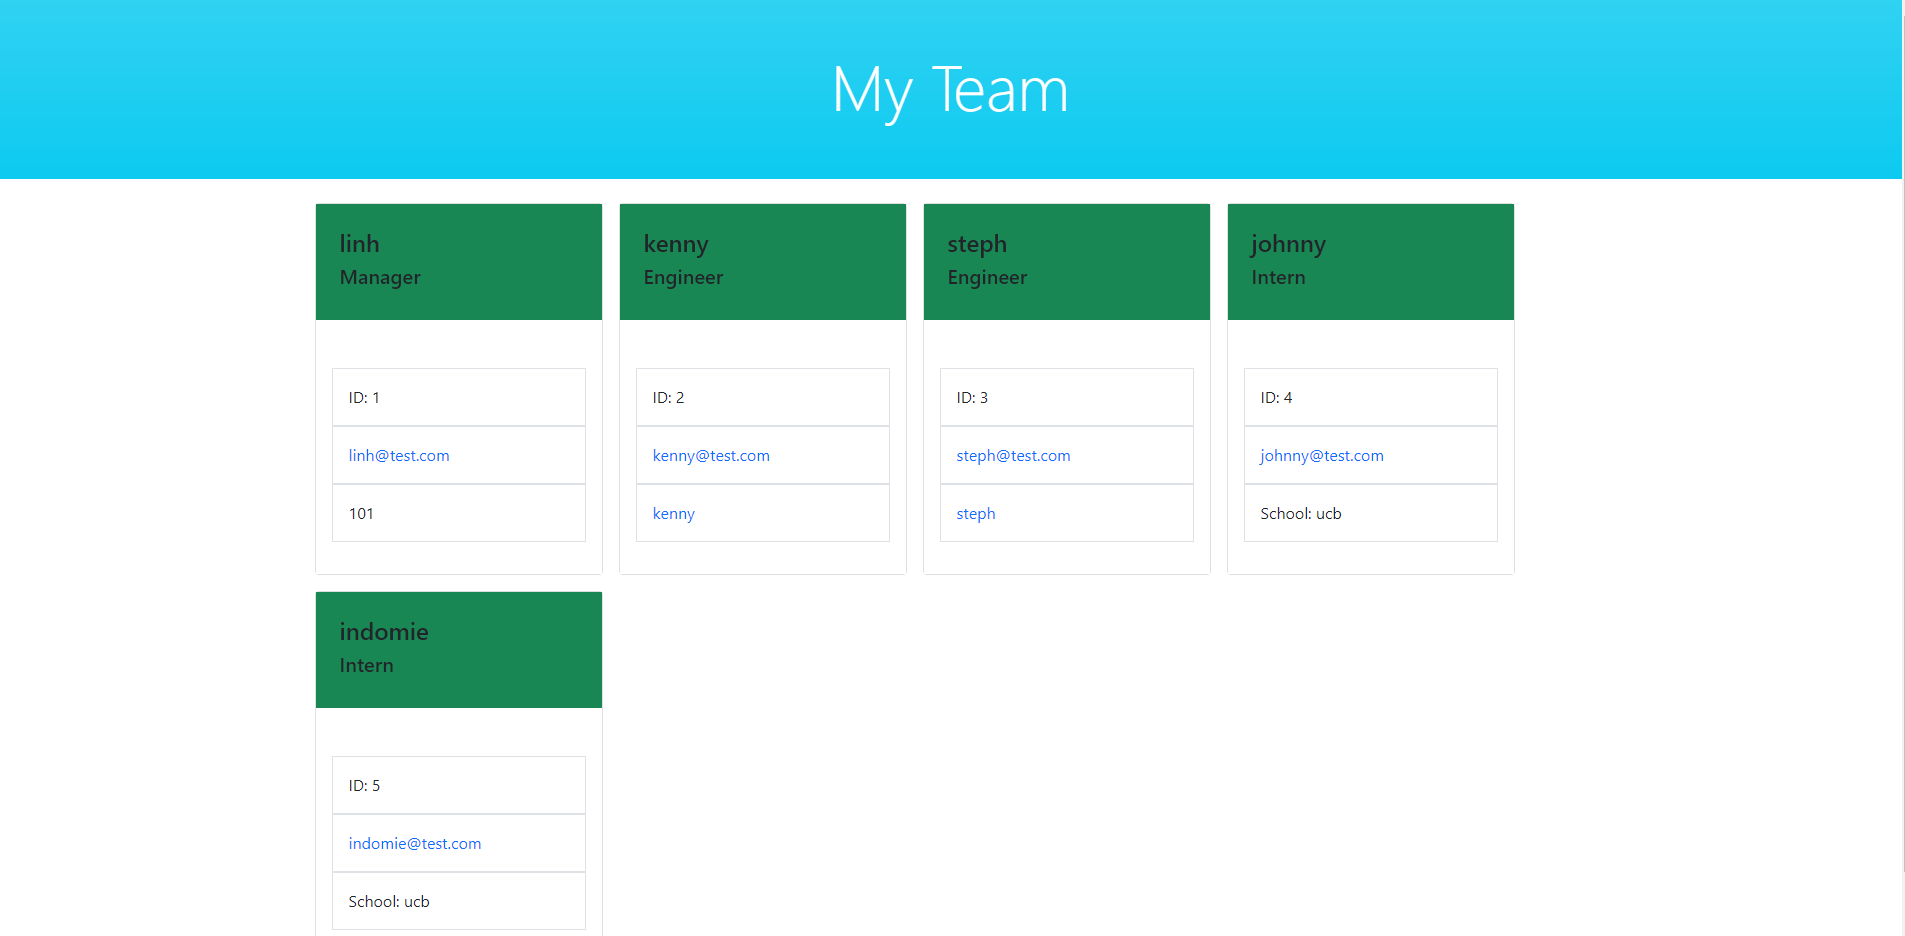 My Team
linh
Manager
ID: 1
linh@test.com
101
kenny
Engineer
ID: 2
kenny@test.com
kenny
steph
Engineer
ID: 3
steph@test.com
steph
johnny
Intern
ID: 4
johnny@test.com
School: ucb
indomie
Intern
ID: 5
indomie@test.com
School: ucb